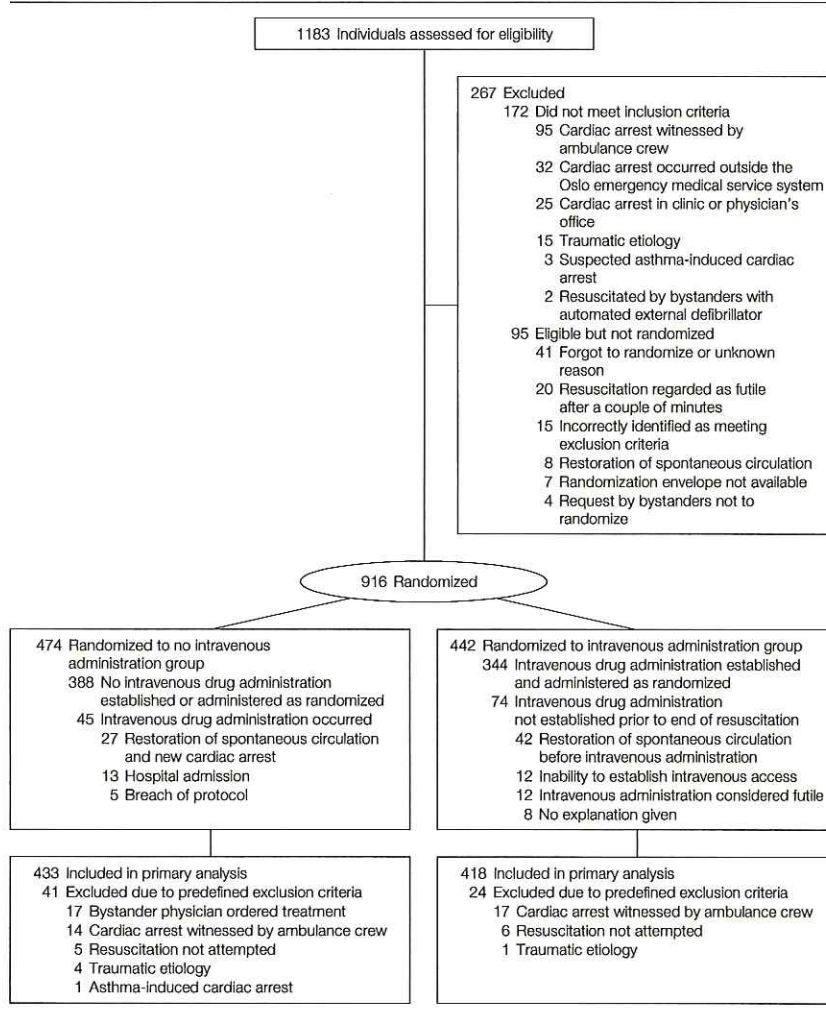 1183 Individuals assessed for eligibility
267 Excluded
172 Did not meet inclusion criteria
95 Cardiac arrest witnessed by
ambulance crew
32 Cardiac arrest occurred outside the
Oslo emergency medical service system
25 Cardiac arrest in clinic or physician's
office
15 Traumatic etiology
3 Suspected asthma-induced cardiac
arrest
2 Resuscitated by bystanders with
automated external defibrillator
95 Eligible but not randomized
41 Forgot to randomize or unknown
reason
20 Resuscitation regarded as futile
after a couple of minutes
15 Incorrectly identified as meeting
exclusion criteria
8 Restoration of spontaneous circulation
7 Randomization envelope not available
4 Request by bystanders not to
randomize
916 Randomized
474 Randomized to no intravenous
administration group
388 No intravenous drug administration
established or administered as randomized
45 Intravenous drug administration occurred
27 Restoration of spontaneous circulation
and new cardiac arrest
13 Hospital admission
5 Breach of protocol
442 Randomized to intravenous administration group
344 Intravenous drug administration established
and administered as randomized
74 Intravenous drug administration
not established prior to end of resuscitation
42 Restoration of spontaneous circulation
before intravenous administration
12 Inability to establish intravenous access
12 Intravenous administration considered futile
8 No explanation given
433 Included in primary analysis
41 Excluded due to predefined exclusion criteria
17 Bystander physician ordered treatment
14 Cardiac arrest witnessed by ambulance crew
5 Resuscitation not attempted
4 Traumatic etiology
1 Asthma-induced cardiac arrest
418 Included in primary analysis
24 Excluded due to predefined exclusion criteria
17 Cardiac arrest witnessed by ambulance crew
6 Resuscitation not attempted
1 Traumatic etiology